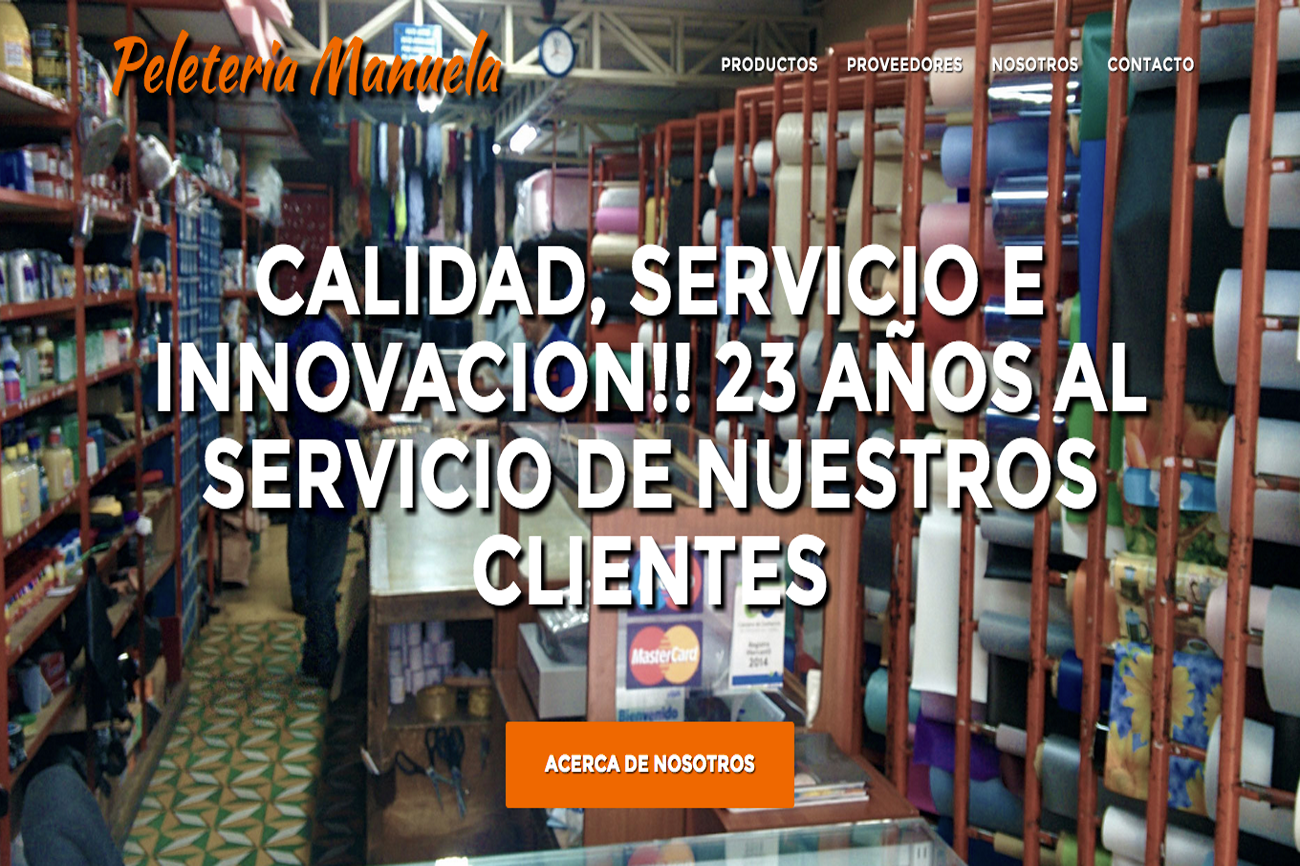 Peleteria Manuela
PRODUCTOS PROVEEDORES NOSOTROS CONTACTO
CALIDAD, SERVICIO E
INNOVACION!! 23 AÑOS AL
SERVICIO DE NUESTROS
CLIENTES
MasterCard
2014
Bienvenido
ACERCA DE NOSOTROS